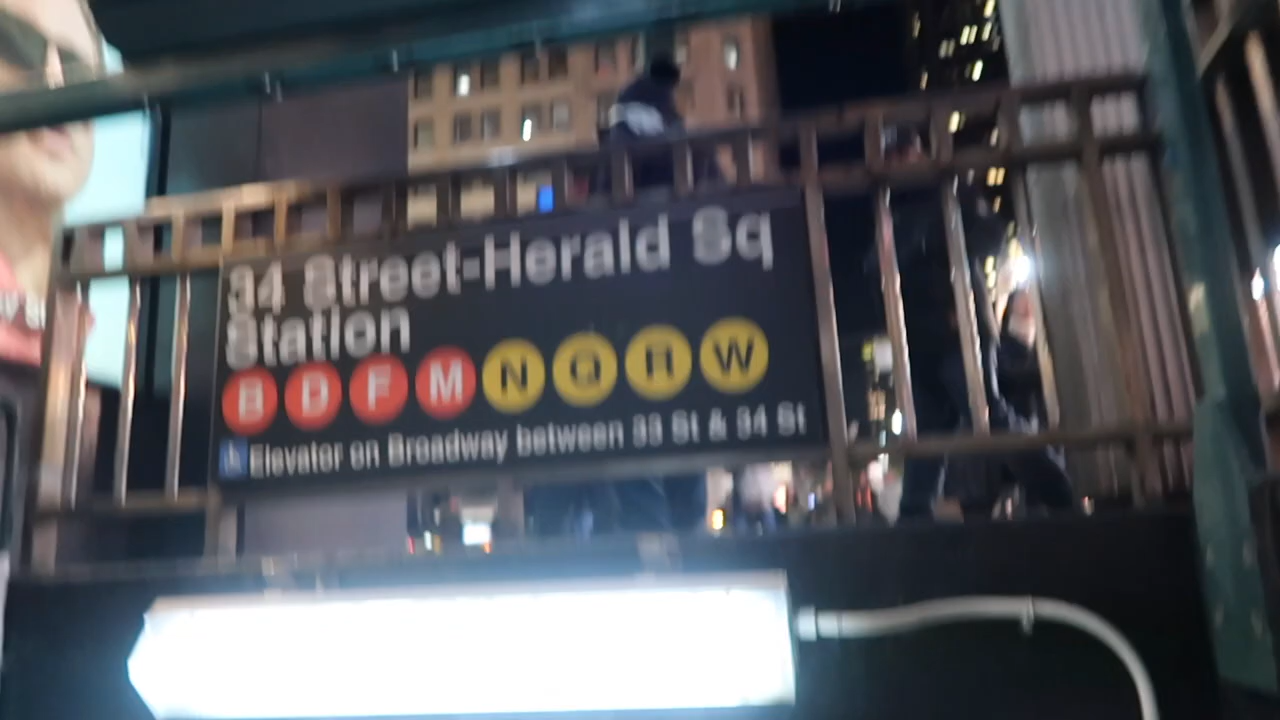 34 Street-Herald Sq
Station
B D F M N Q R W
Elevator on Broadway between 33 St & 34 St